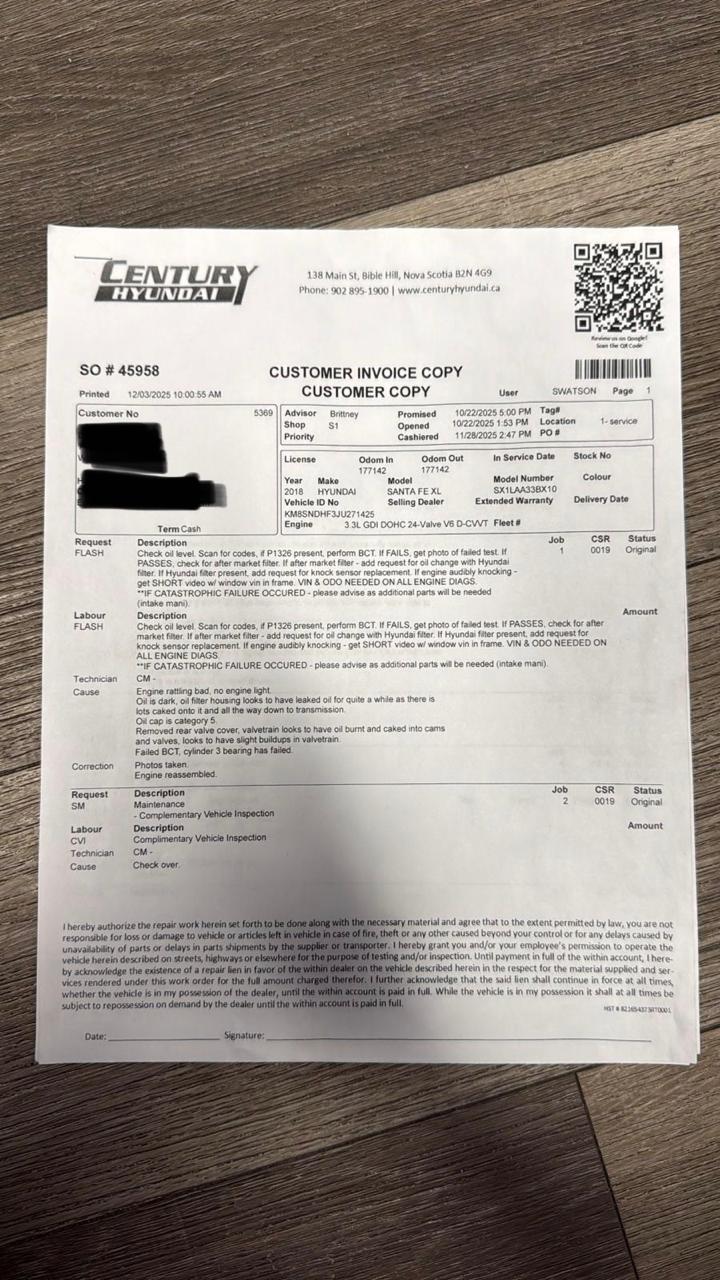 CENTURY
HYUNDAI
138 Main St, Bible Hill, Nova Scotia B2N 4G9
Phone: 902 895-1900 | www.centuryhyundai.ca
Review us on Google!
Scan the QR Code
SO # 45958
CUSTOMER INVOICE COPY
Printed 12/03/2025 10:00:55 AM
CUSTOMER COPY
User SWATSON Page 1
Customer No 5369
Term Cash
Advisor Brittney Promised 10/22/2025 5:00 PM Tag#
Shop S1 Opened 10/22/2025 1:53 PM Location 1- service
Priority Cashiered 11/28/2025 2:47 PM PO #
License Odom In Odom Out In Service Date Stock No
177142 177142
Year Make Model Model Number Colour
2018 HYUNDAI SANTA FE XL SX1LAA33BX10
Vehicle ID No Selling Dealer Extended Warranty Delivery Date
KM8SNDHF3JU271425
Engine 3.3L GDI DOHC 24-Valve V6 D-CVVT Fleet #
Request Description Job CSR Status
FLASH Check oil level. Scan for codes, if P1326 present, perform BCT. If FAILS, get photo of failed test. If 1 0019 Original
PASSES, check for after market filter. If after market filter - add request for oil change with Hyundai
filter. If Hyundai filter present, add request for knock sensor replacement. If engine audibly knocking -
get SHORT video w/ window vin in frame. VIN & ODO NEEDED ON ALL ENGINE DIAGS.
**IF CATASTROPHIC FAILURE OCCURED - please advise as additional parts will be needed
(intake mani).
Labour Description Amount
FLASH Check oil level. Scan for codes, if P1326 present, perform BCT. If FAILS, get photo of failed test. If PASSES, check for after
market filter. If after market filter - add request for oil change with Hyundai filter. If Hyundai filter present, add request for
knock sensor replacement. If engine audibly knocking - get SHORT video w/ window vin in frame. VIN & ODO NEEDED ON
ALL ENGINE DIAGS.
**IF CATASTROPHIC FAILURE OCCURED - please advise as additional parts will be needed (intake mani).
Technician CM -
Cause Engine rattling bad, no engine light.
Oil is dark, oil filter housing looks to have leaked oil for quite a while as there is
lots caked onto it and all the way down to transmission.
Oil cap is category 5.
Removed rear valve cover, valvetrain looks to have oil burnt and caked into cams
and valves, looks to have slight buildups in valvetrain.
Failed BCT, cylinder 3 bearing has failed.
Correction Photos taken.
Engine reassembled.
Request Description Job CSR Status
SM Maintenance 2 0019 Original
- Complementary Vehicle Inspection
Labour Description Amount
CVI Complimentary Vehicle Inspection
Technician CM -
Cause Check over.
I hereby authorize the repair work herein set forth to be done along with the necessary material and agree that to the extent permitted by law, you are not
responsible for loss or damage to vehicle or articles left in vehicle in case of fire, theft or any other caused beyond your control or for any delays caused by
unavailability of parts or delays in parts shipments by the supplier or transporter. I hereby grant you and/or your employee's permission to operate the
vehicle herein described on streets, highways or elsewhere for the purpose of testing and/or inspection. Until payment in full of the within account, I here-
by acknowledge the existence of a repair lien in favor of the within dealer on the vehicle described herein in the respect for the material supplied and ser-
vices rendered under this work order for the full amount charged therefor. I further acknowledge that the said lien shall continue in force at all times,
whether the vehicle is in my possession of the dealer, until the within account is paid in full. While the vehicle is in my possession it shall at all times be
subject to repossession on demand by the dealer until the within account is paid in full.
Date: Signature: